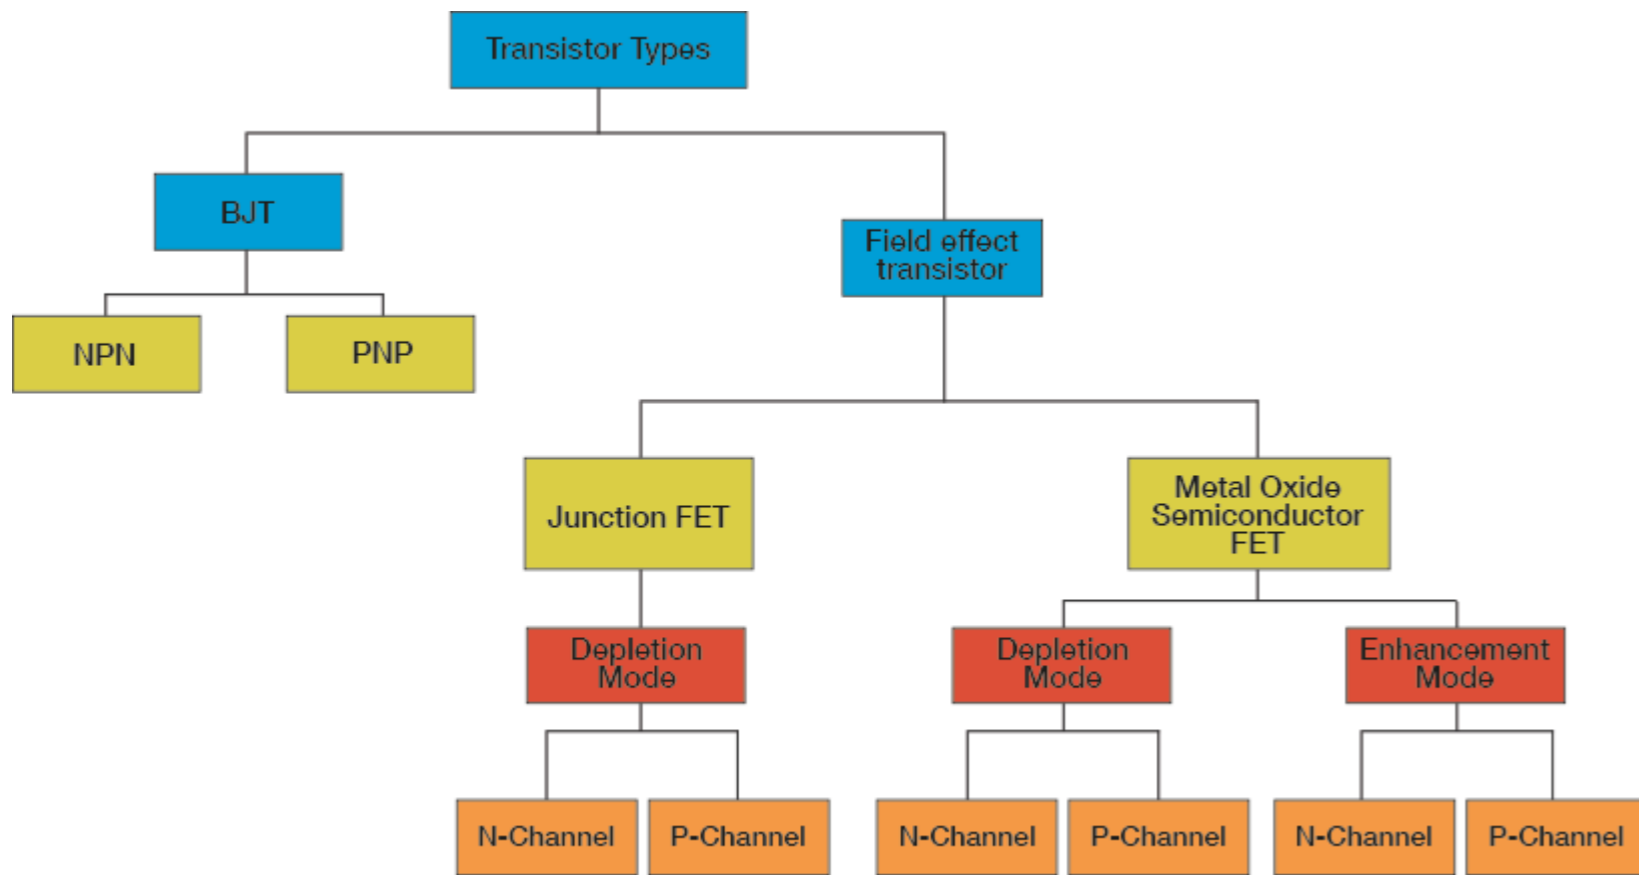 Transistor Types
BJT
Field effect
transistor
NPN
PNP
Junction FET
Metal Oxide
Semiconductor
FET
Depletion
Mode
Depletion
Mode
Enhancement
Mode
N-Channel
P-Channel
N-Channel
P-Channel
N-Channel
P-Channel